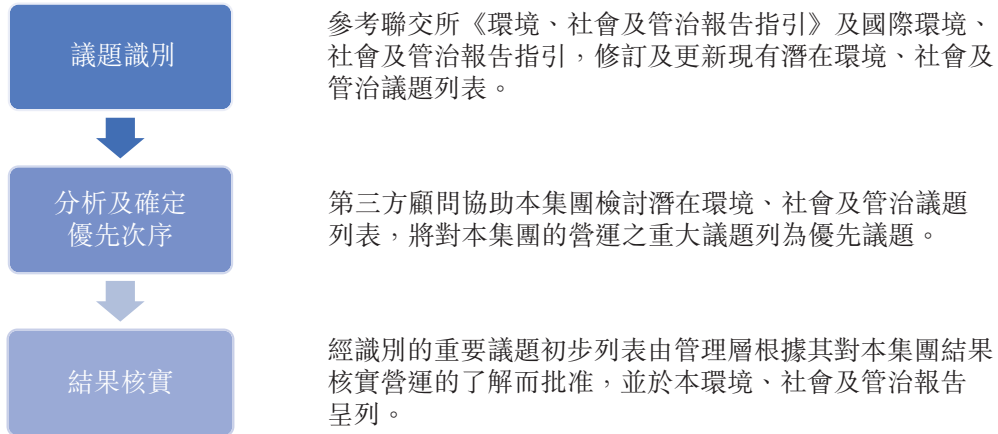 議題識別
參考聯交所《環境、社會及管治報告指引》及國際環境、
社會及管治報告指引，修訂及更新現有潛在環境、社會及
管治議題列表。
分析及確定
優先次序
第三方顧問協助本集團檢討潛在環境、社會及管治議題
列表，將對本集團的營運之重大議題列為優先議題。
結果核實
經識別的重要議題初步列表由管理層根據其對本集團結果
核實營運的了解而批准，並於本環境、社會及管治報告
呈列。